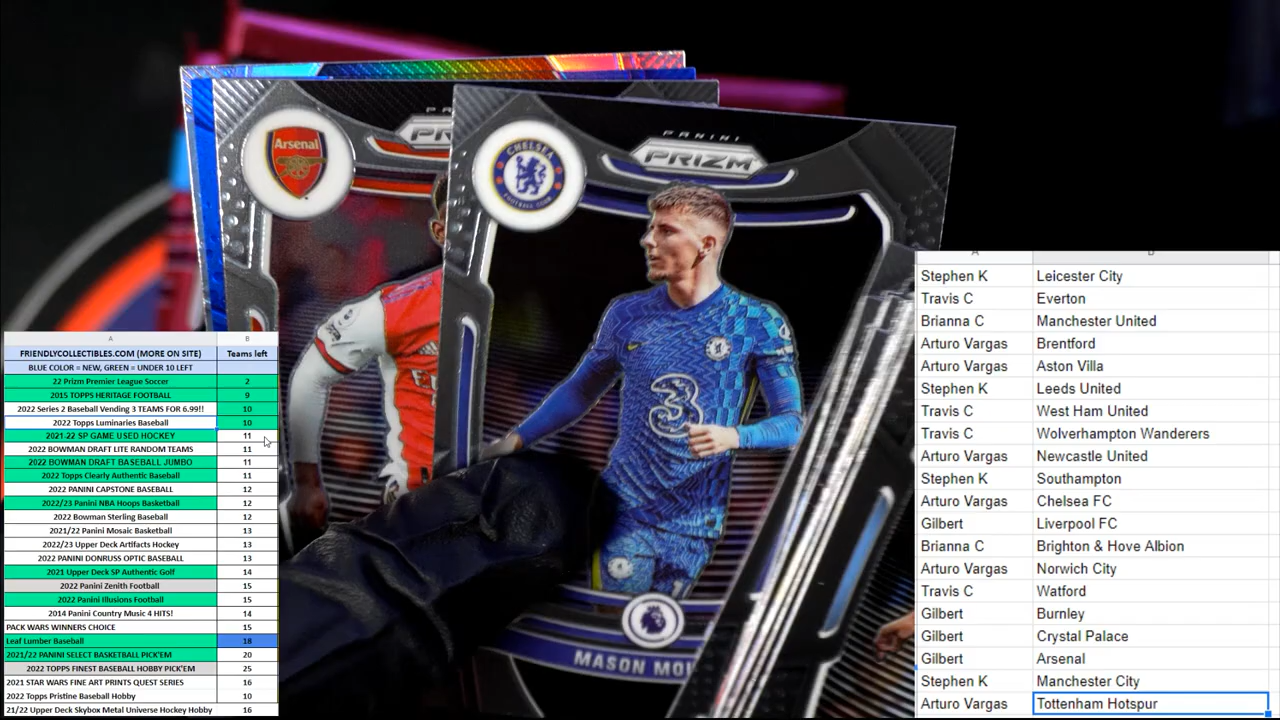 Arsenal
PR
PANINI
PRIZM
CHELSEA
FOOTBALL CLUB
3
MASON MOU
A
B
FRIENDLYCOLLECTIBLES.COM (MORE ON SITE) Teams left
BLUE COLOR = NEW, GREEN = UNDER 10 LEFT
22 Prizm Premier League Soccer 2
2015 TOPPS HERITAGE FOOTBALL 9
2022 Series 2 Baseball Vending 3 TEAMS FOR 6.99!! 10
2022 Topps Luminaries Baseball 10
2021-22 SP GAME USED HOCKEY 11
2022 BOWMAN DRAFT LITE RANDOM TEAMS 11
2022 BOWMAN DRAFT BASEBALL JUMBO 11
2022 Topps Clearly Authentic Baseball 11
2022 PANINI CAPSTONE BASEBALL 12
2022/23 Panini NBA Hoops Basketball 12
2022 Bowman Sterling Baseball 12
2021/22 Panini Mosaic Basketball 13
2022/23 Upper Deck Artifacts Hockey 13
2022 PANINI DONRUSS OPTIC BASEBALL 13
2021 Upper Deck SP Authentic Golf 14
2022 Panini Zenith Football 15
2022 Panini Illusions Football 15
2014 Panini Country Music 4 HITS! 14
PACK WARS WINNERS CHOICE 15
Leaf Lumber Baseball 18
2021/22 PANINI SELECT BASKETBALL PICK'EM 20
2022 TOPPS FINEST BASEBALL HOBBY PICK'EM 25
2021 STAR WARS FINE ART PRINTS QUEST SERIES 16
2022 Topps Pristine Baseball Hobby 10
21/22 Upper Deck Skybox Metal Universe Hockey Hobby 16
Stephen K Leicester City
Travis C Everton
Brianna C Manchester United
Arturo Vargas Brentford
Arturo Vargas Aston Villa
Stephen K Leeds United
Travis C West Ham United
Travis C Wolverhampton Wanderers
Arturo Vargas Newcastle United
Stephen K Southampton
Arturo Vargas Chelsea FC
Gilbert Liverpool FC
Brianna C Brighton & Hove Albion
Arturo Vargas Norwich City
Travis C Watford
Gilbert Burnley
Gilbert Crystal Palace
Gilbert Arsenal
Stephen K Manchester City
Arturo Vargas Tottenham Hotspur